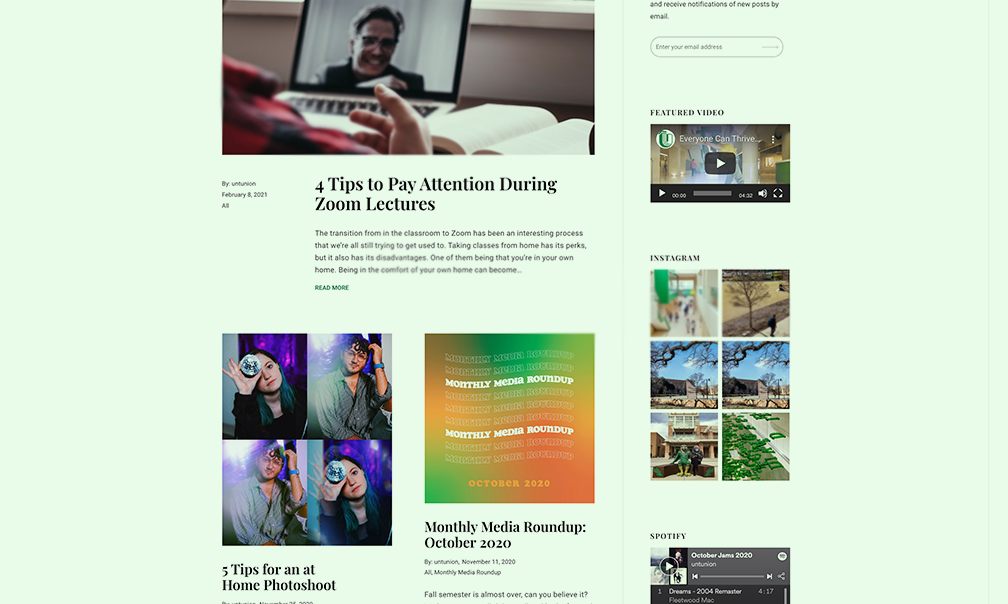 and receive notifications of new posts by
email.
Enter your email address
FEATURED VIDEO
Everyone Can Thrive...
00:00
04:32
By: untunion
February 8, 2021
All
4 Tips to Pay Attention During
Zoom Lectures
The transition from in the classroom to Zoom has been an interesting process
that we're all still trying to get used to. Taking classes from home has its perks,
but it also has its disadvantages. One of them being that you're in your own
home. Being in the comfort of your own home can become...
READ MORE
INSTAGRAM
MONTHLY MEDIA ROUNDUP
MONTHLY MEDIA ROUNDUP
MONTHLY MEDIA ROUNDUP
MONTHLY MEDIA ROUNDUP
MONTHLY MEDIA ROUNDUP
MONTHLY MEDIA ROUNDUP
MONTHLY MEDIA ROUNDUP
MONTHLY MEDIA ROUNDUP
MONTHLY MEDIA ROUNDUP
OCTOBER 2020
Monthly Media Roundup:
October 2020
By: untunion, November 11, 2020
All, Monthly Media Roundup
Fall semester is almost over, can you believe it?
5 Tips for an at
Home Photoshoot
SPOTIFY
October Jams 2020
untunion
1 Dreams - 2004 Remaster 4:17
Fleetwood Mac